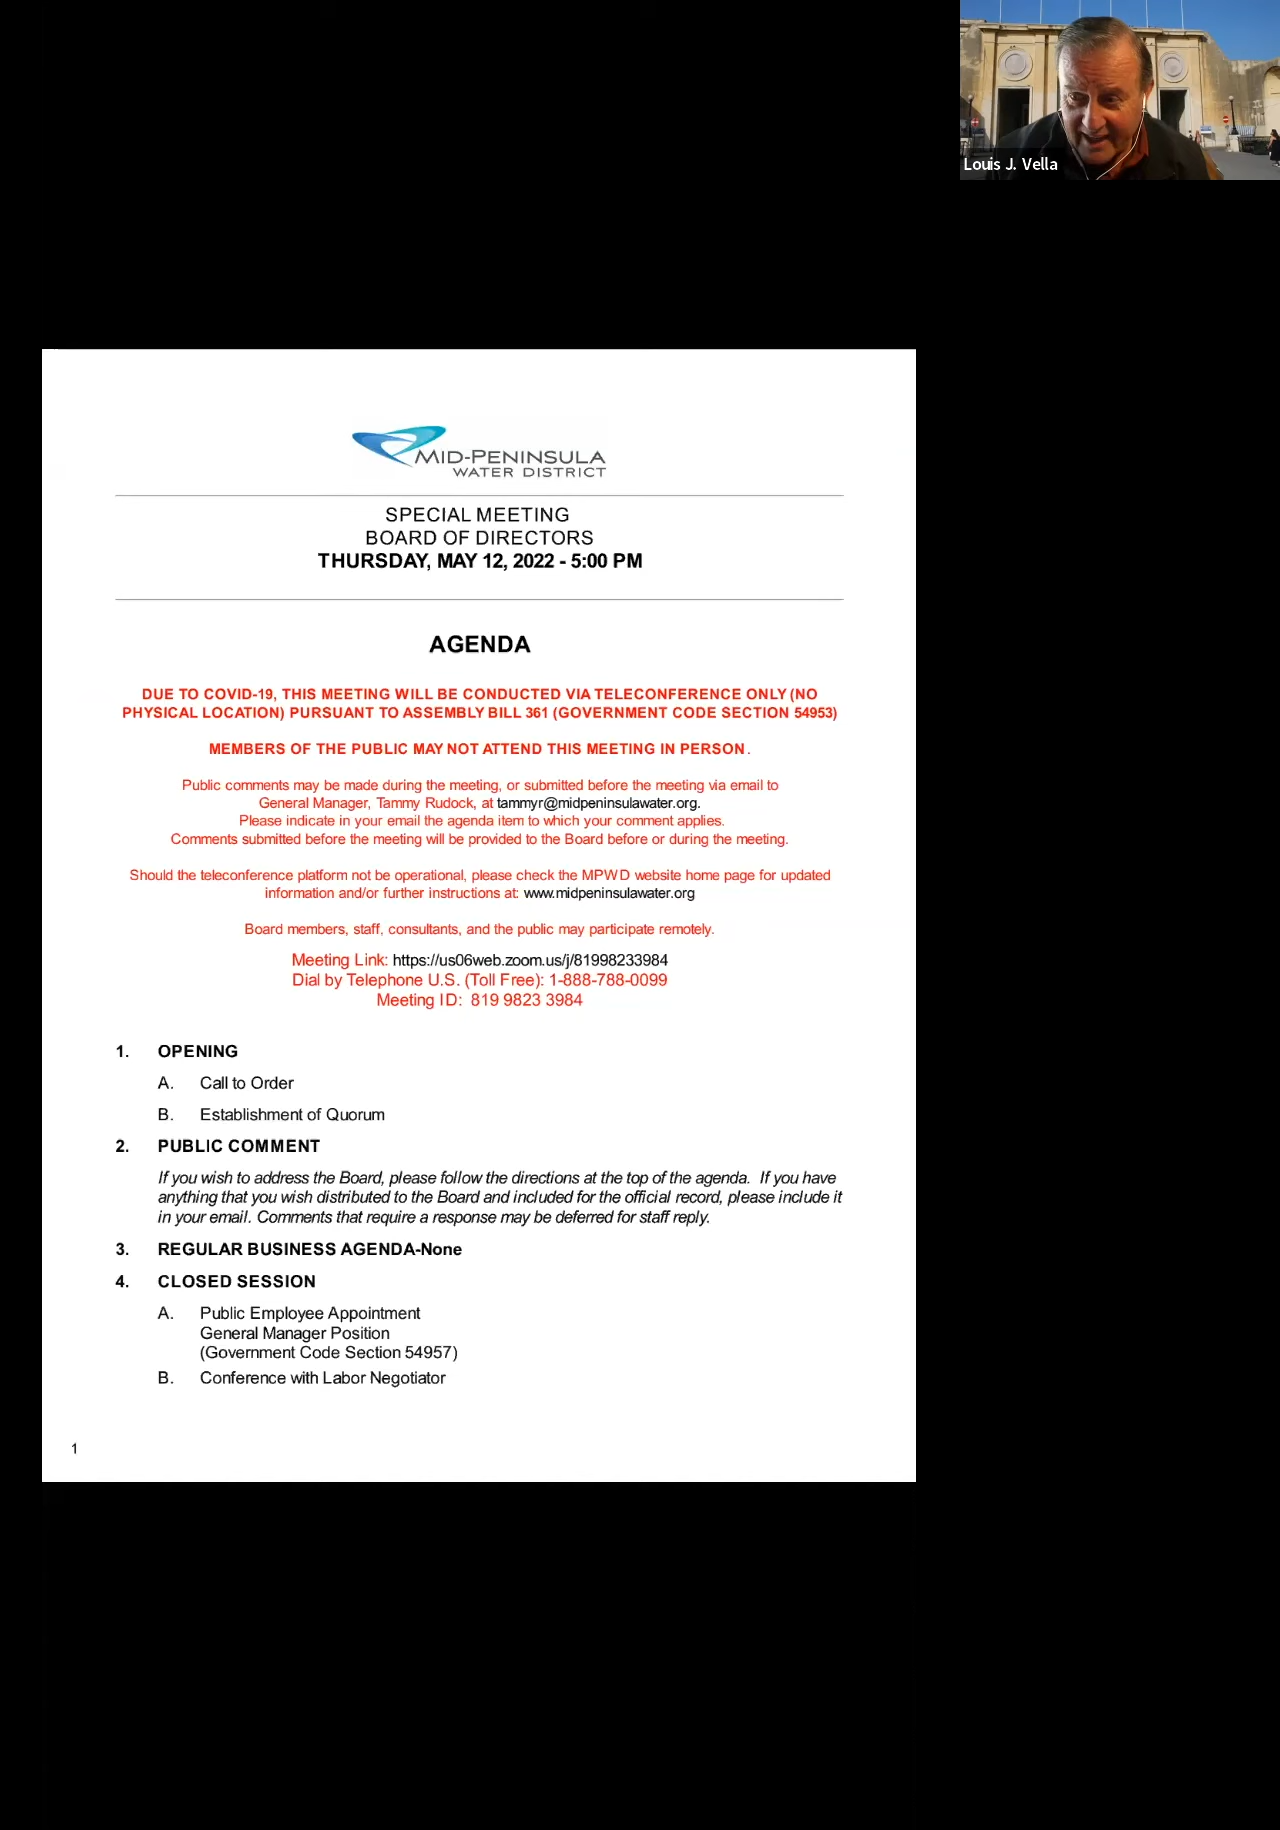 Louis J. Vella
MID-PENINSULA
WATER DISTRICT
SPECIAL MEETING
BOARD OF DIRECTORS
THURSDAY, MAY 12, 2022 - 5:00 PM
AGENDA
DUE TO COVID-19, THIS MEETING WILL BE CONDUCTED VIA TELECONFERENCE ONLY (NO
PHYSICAL LOCATION) PURSUANT TO ASSEMBLY BILL 361 (GOVERNMENT CODE SECTION 54953)
MEMBERS OF THE PUBLIC MAY NOT ATTEND THIS MEETING IN PERSON.
Public comments may be made during the meeting, or submitted before the meeting via email to
General Manager, Tammy Rudock, at tammyr@midpeninsulawater.org.
Please indicate in your email the agenda item to which your comment applies.
Comments submitted before the meeting will be provided to the Board before or during the meeting.
Should the teleconference platform not be operational, please check the MPWD website home page for updated
information and/or further instructions at: www.midpeninsulawater.org
Board members, staff, consultants, and the public may participate remotely.
Meeting Link: https://us06web.zoom.us/j/81998233984
Dial by Telephone U.S. (Toll Free): 1-888-788-0099
Meeting ID: 819 9823 3984
1. OPENING
A. Call to Order
B. Establishment of Quorum
2. PUBLIC COMMENT
If you wish to address the Board, please follow the directions at the top of the agenda. If you have
anything that you wish distributed to the Board and included for the official record, please include it
in your email. Comments that require a response may be deferred for staff reply.
3. REGULAR BUSINESS AGENDA-None
4. CLOSED SESSION
A. Public Employee Appointment
General Manager Position
(Government Code Section 54957)
B. Conference with Labor Negotiator
1